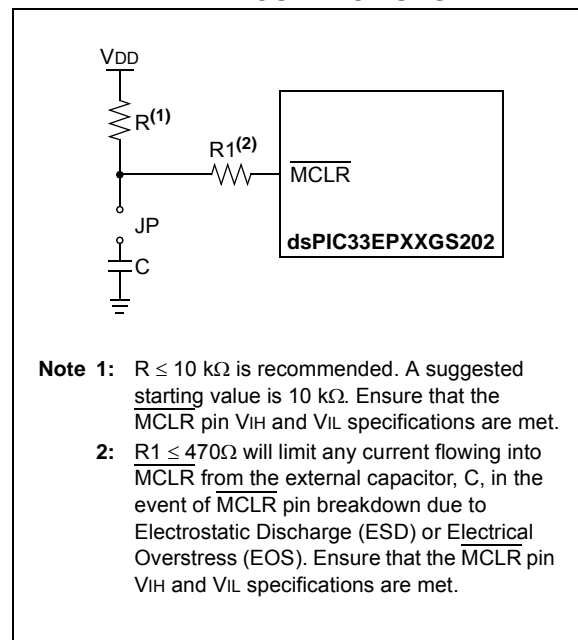 VDD
R(1)
R1(2)
MCLR
JP
dsPIC33EPXXGS202
C
Note 1: R ≤ 10 kΩ is recommended. A suggested
starting value is 10 kΩ. Ensure that the
MCLR pin VIH and VIL specifications are met.
2: R1 ≤ 470Ω will limit any current flowing into
MCLR from the external capacitor, C, in the
event of MCLR pin breakdown due to
Electrostatic Discharge (ESD) or Electrical
Overstress (EOS). Ensure that the MCLR pin
VIH and VIL specifications are met.